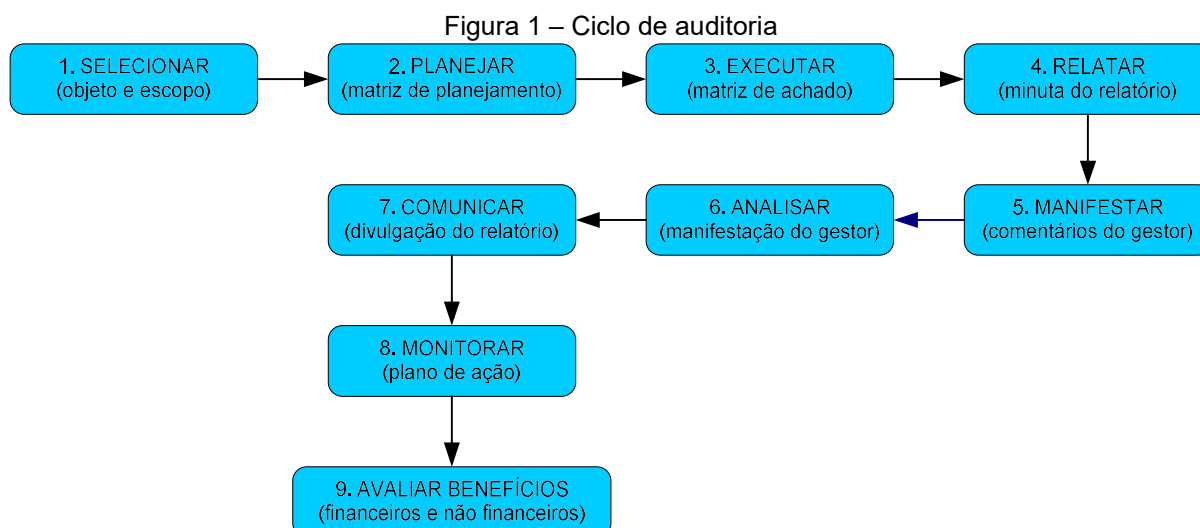 Figura 1 – Ciclo de auditoria
1. SELECIONAR
(objeto e escopo)
2. PLANEJAR
(matriz de planejamento)
3. EXECUTAR
(matriz de achado)
4. RELATAR
(minuta do relatório)
5. MANIFESTAR
(comentários do gestor)
6. ANALISAR
(manifestação do gestor)
7. COMUNICAR
(divulgação do relatório)
8. MONITORAR
(plano de ação)
9. AVALIAR BENEFÍCIOS
(financeiros e não financeiros)